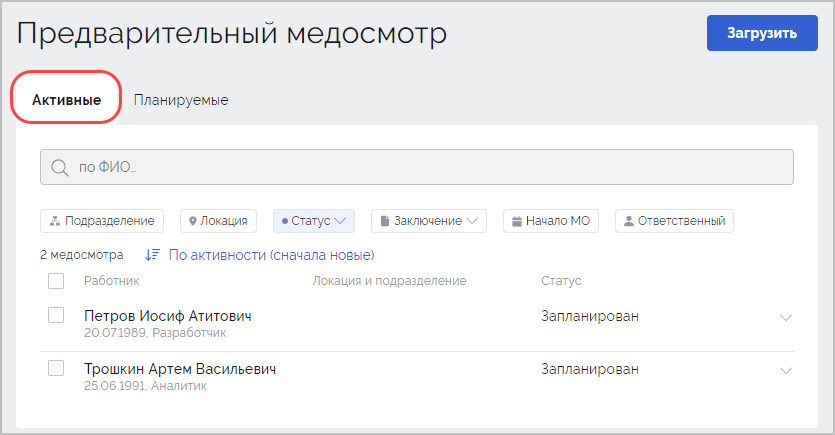 Предварительный медосмотр
Загрузить
Активные Планируемые
по ФИО...
Подразделение Локация Статус Заключение Начало МО Ответственный
2 медосмотра По активности (сначала новые)
Работник Локация и подразделение Статус
Петров Иосиф Атитович Запланирован
20.07.1989, Разработчик
Трошкин Артем Васильевич Запланирован
25.06.1991, Аналитик